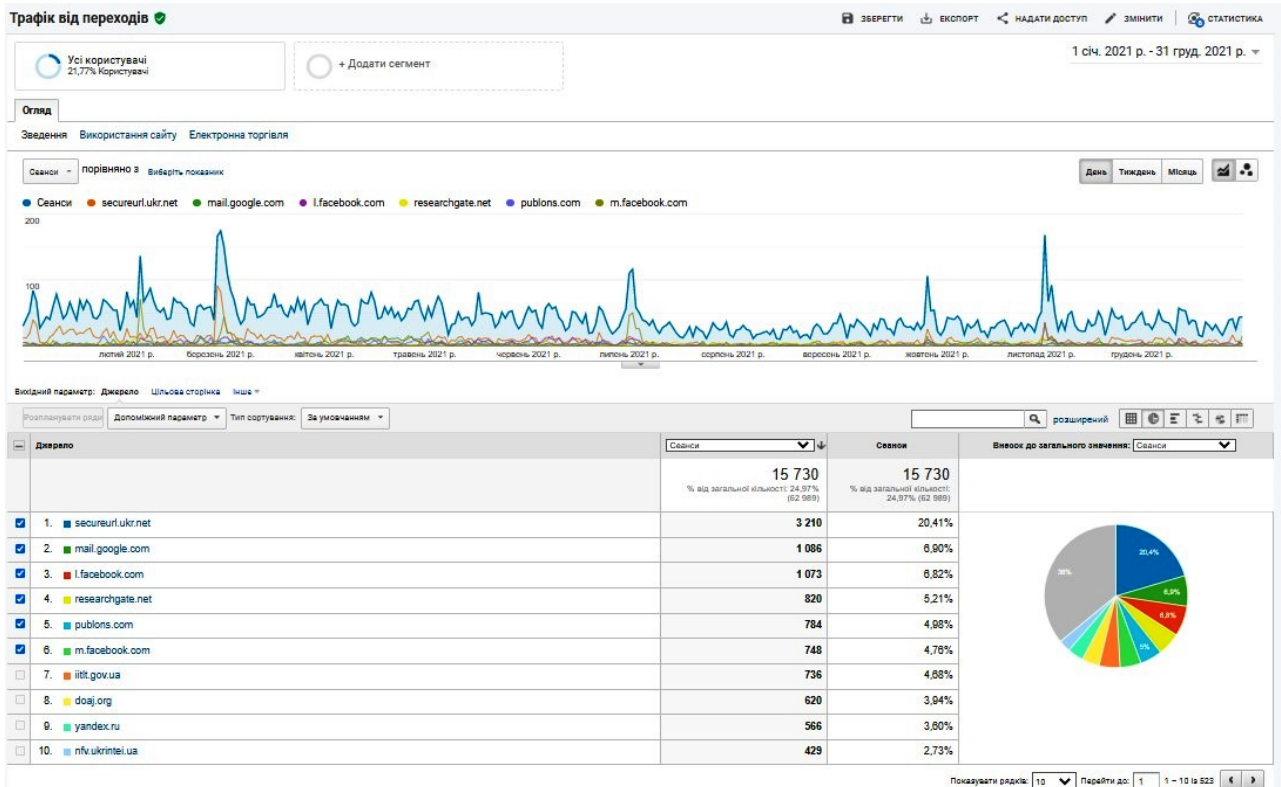 Трафік від переходів
ЗБЕРЕГТИ ЕКСПОРТ НАДАТИ ДОСТУП ЗМІНИТИ СТАТИСТИКА
1 січ. 2021 р. - 31 груд. 2021 р.
Усі користувачі
21,77% Користувачі
+ Додати сегмент
Огляд
Зведення Використання сайту Електронна торгівля
Сеанси порівняно з Виберіть показник
День Тиждень Місяць
Сеанси secureurl.ukr.net mail.google.com l.facebook.com researchgate.net publons.com m.facebook.com
200
100
лютий 2021 р. березень 2021 р. квітень 2021 р. травень 2021 р. червень 2021 р. липень 2021 р. серпень 2021 р. вересень 2021 р. жовтень 2021 р. листопад 2021 р. грудень 2021 р.
Вихідний параметр: Джерело Цільова сторінка Інше
Розпланувати ряди Допоміжний параметр Тип сортування: За умовчанням розширений
Джерело Сеанси Сеанси Внесок до загального значення: Сеанси
15 730 15 730
% від загальної кількості: 24,97% (62 989) % від загальної кількості: 24,97% (62 989)
1. secureurl.ukr.net 3 210 20,41%
2. mail.google.com 1 086 6,90%
3. l.facebook.com 1 073 6,82%
4. researchgate.net 820 5,21%
5. publons.com 784 4,98%
6. m.facebook.com 748 4,76%
7. iitlt.gov.ua 736 4,68%
8. doaj.org 620 3,94%
9. yandex.ru 566 3,60%
10. nfv.ukrintei.ua 429 2,73%
20,4%
6,9%
6,8%
5%
36%
Показувати рядків: 10 Перейти до: 1 1 – 10 із 523